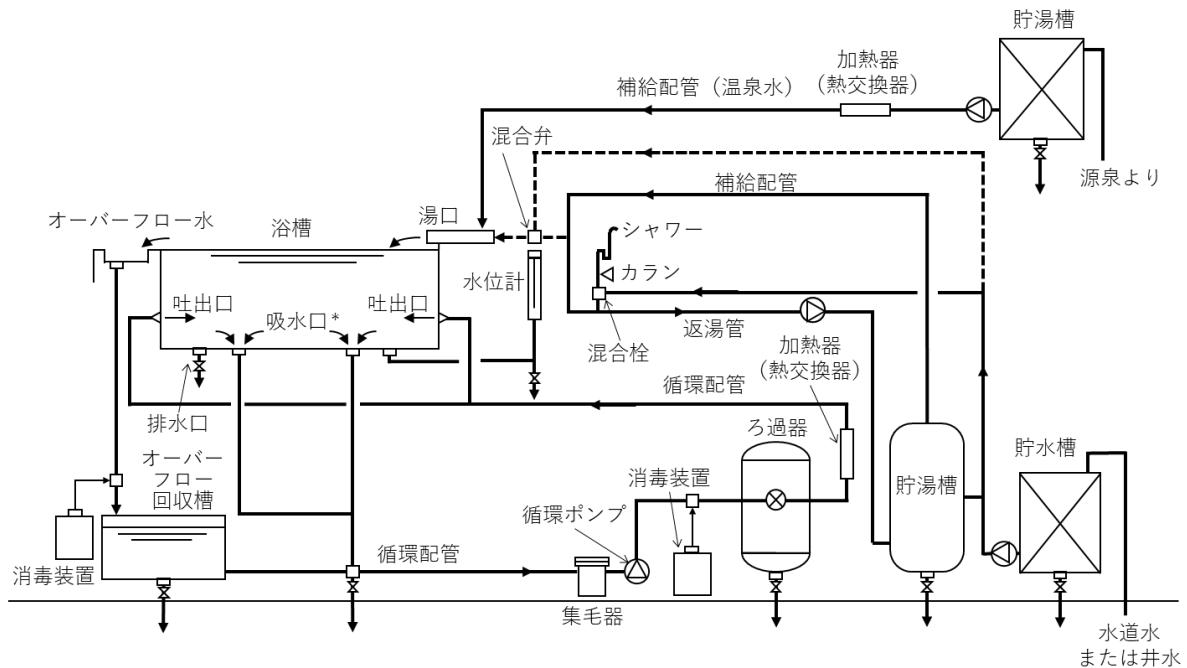 貯湯槽
加熱器
(熱交換器)
補給配管（温泉水）
混合弁
源泉より
補給配管
オーバーフロー水
浴槽
湯口
シャワー
カラン
水位計
吐出口
吐出口
吸水口*
返湯管
混合栓
加熱器
(熱交換器)
循環配管
排水口
ろ過器
オーバー
フロー
回収槽
消毒装置
貯湯槽
貯水槽
循環ポンプ
循環配管
消毒装置
集毛器
水道水
または井水